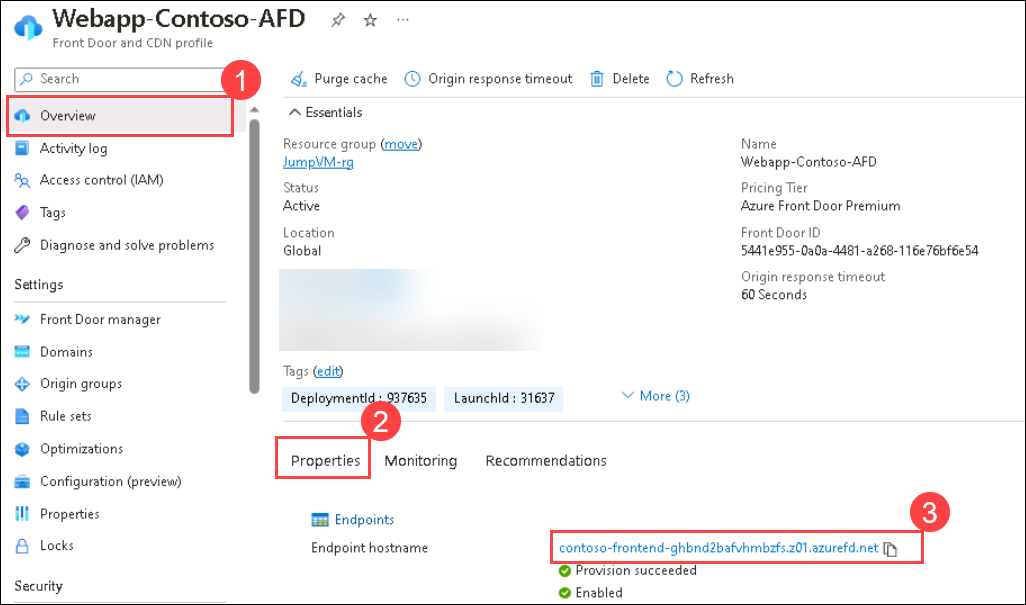 Webapp-Contoso-AFD
Front Door and CDN profile
Search
1
Overview
Activity log
Access control (IAM)
Tags
Diagnose and solve problems
Settings
Front Door manager
Domains
Origin groups
Rule sets
Optimizations
Configuration (preview)
Properties
Locks
Security
Purge cache
Origin response timeout
Delete
Refresh
Essentials
Resource group (move)
JumpVM-rg
Status
Active
Location
Global
Name
Webapp-Contoso-AFD
Pricing Tier
Azure Front Door Premium
Front Door ID
5441e955-0a0a-4481-a268-116e76bf6e54
Origin response timeout
60 Seconds
Tags (edit)
DeploymentId : 937635
LaunchId : 31637
More (3)
2
Properties
Monitoring
Recommendations
Endpoints
3
Endpoint hostname
contoso-frontend-ghbnd2bafvhmbzfs.z01.azurefd.net
Provision succeeded
Enabled